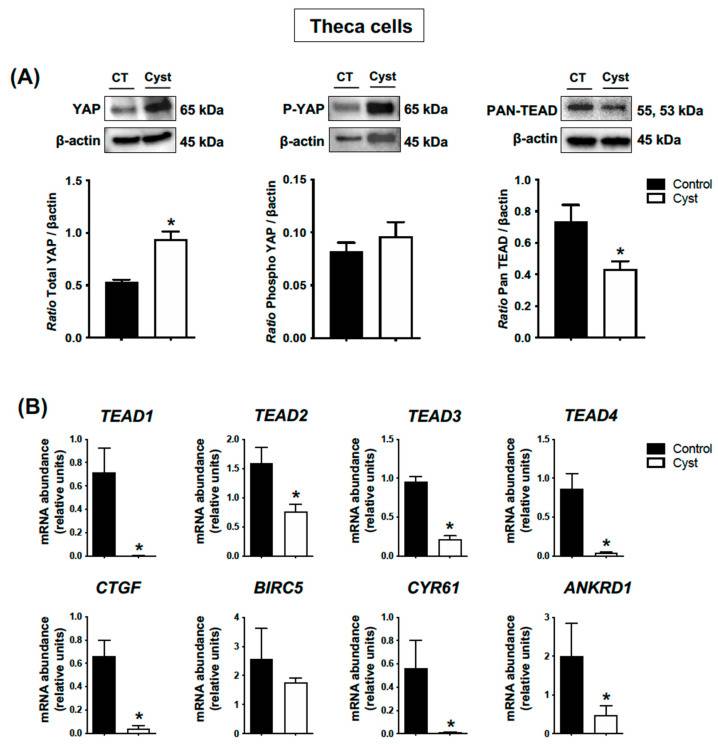 Theca cells
(A)
CT Cyst
YAP 65 kDa
β-actin 45 kDa
CT Cyst
P-YAP 65 kDa
β-actin 45 kDa
CT Cyst
PAN-TEAD 55, 53 kDa
β-actin 45 kDa
Ratio Total YAP / βactin
1.5
1.0
0.5
0.0
*
Ratio Phospho YAP / βactin
0.15
0.10
0.05
0.00
Ratio Pan TEAD / βactin
1.0
0.8
0.6
0.4
0.2
0.0
*
Control
Cyst
(B)
TEAD1
mRNA abundance
(relative units)
1.0
0.8
0.6
0.4
0.2
0.0
*
TEAD2
mRNA abundance
(relative units)
2.0
1.5
1.0
0.5
0.0
*
TEAD3
mRNA abundance
(relative units)
1.5
1.0
0.5
0.0
*
TEAD4
mRNA abundance
(relative units)
1.5
1.0
0.5
0.0
*
Control
Cyst
CTGF
mRNA abundance
(relative units)
1.0
0.8
0.6
0.4
0.2
0.0
*
BIRC5
mRNA abundance
(relative units)
4
3
2
1
0
CYR61
mRNA abundance
(relative units)
1.0
0.8
0.6
0.4
0.2
0.0
*
ANKRD1
mRNA abundance
(relative units)
3
2
1
0
*